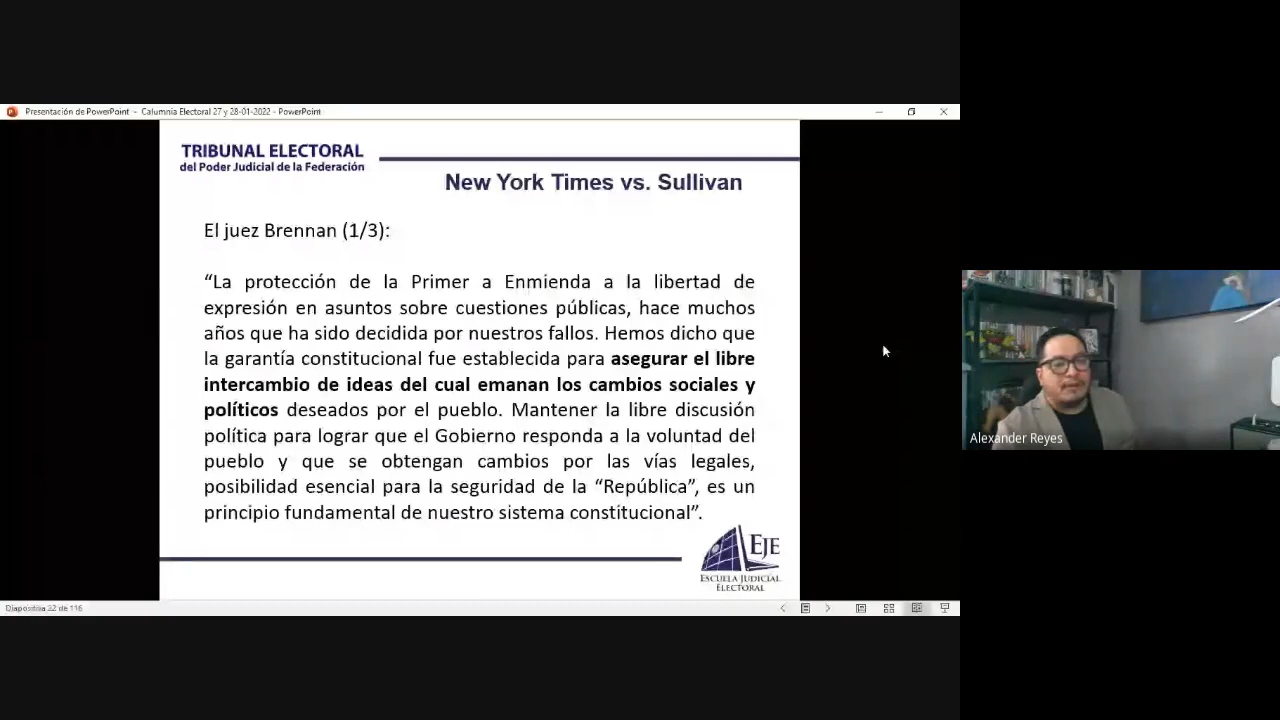 Presentación de PowerPoint - Calumnia Electoral 27 y 28-01-2022 - PowerPoint
TRIBUNAL ELECTORAL
del Poder Judicial de la Federación
New York Times vs. Sullivan
El juez Brennan (1/3):
“La protección de la Primer a Enmienda a la libertad de
expresión en asuntos sobre cuestiones públicas, hace muchos
años que ha sido decidida por nuestros fallos. Hemos dicho que
la garantía constitucional fue establecida para asegurar el libre
intercambio de ideas del cual emanan los cambios sociales y
políticos deseados por el pueblo. Mantener la libre discusión
política para lograr que el Gobierno responda a la voluntad del
pueblo y que se obtengan cambios por las vías legales,
posibilidad esencial para la seguridad de la “República”, es un
principio fundamental de nuestro sistema constitucional”.
EJE
ESCUELA JUDICIAL
ELECTORAL
Diapositiva 32 de 116
Alexander Reyes